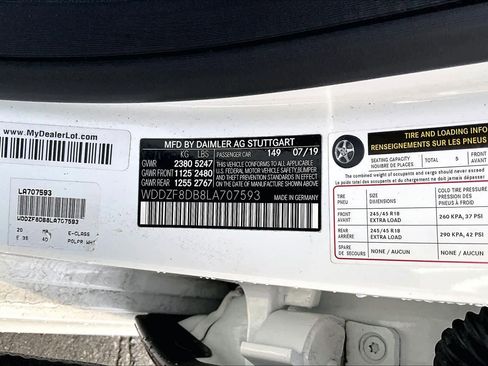 www.MyDealerLot.com
LA707593
WDDZF8DB8LA707593
20
E-CLASS
E 35
40
POLAR WHT
MFD BY DAIMLER AG STUTTGART
KG LBS PASSENGER CAR 149 07/19
GVWR 2380 5247
GAWR FRONT 1125 2480
GAWR REAR 1255 2767
THIS VEHICLE CONFORMS TO ALL APPLICABLE
FEDERAL MOTOR VEHICLE SAFETY, BUMPER,
AND THEFT PREVENTION STANDARDS IN EFFECT
ON THE DATE OF MANUFACTURE SHOWN ABOVE.
WDDZF8DB8LA707593
MADE IN GERMANY
TIRE AND LOADING INFOR
RENSEIGNEMENTS SUR LES PNEUS
SEATING CAPACITY
NOMBRE DE PLACES
TOTAL 5
The combined weight of occupants and cargo should never exceed
TIRE
PNEU
SIZE
DIMENSIONS
COLD TIRE PRESSURE
PRESSION DES PNEUS
À FROID
FRONT
AVANT
245/45 R18
EXTRA LOAD
260 KPA, 37 PSI
REAR
ARRIÈRE
245/45 R18
EXTRA LOAD
290 KPA, 42 PSI
SPARE
DE SECOURS
NONE / AUCUN
NONE / AUCUN